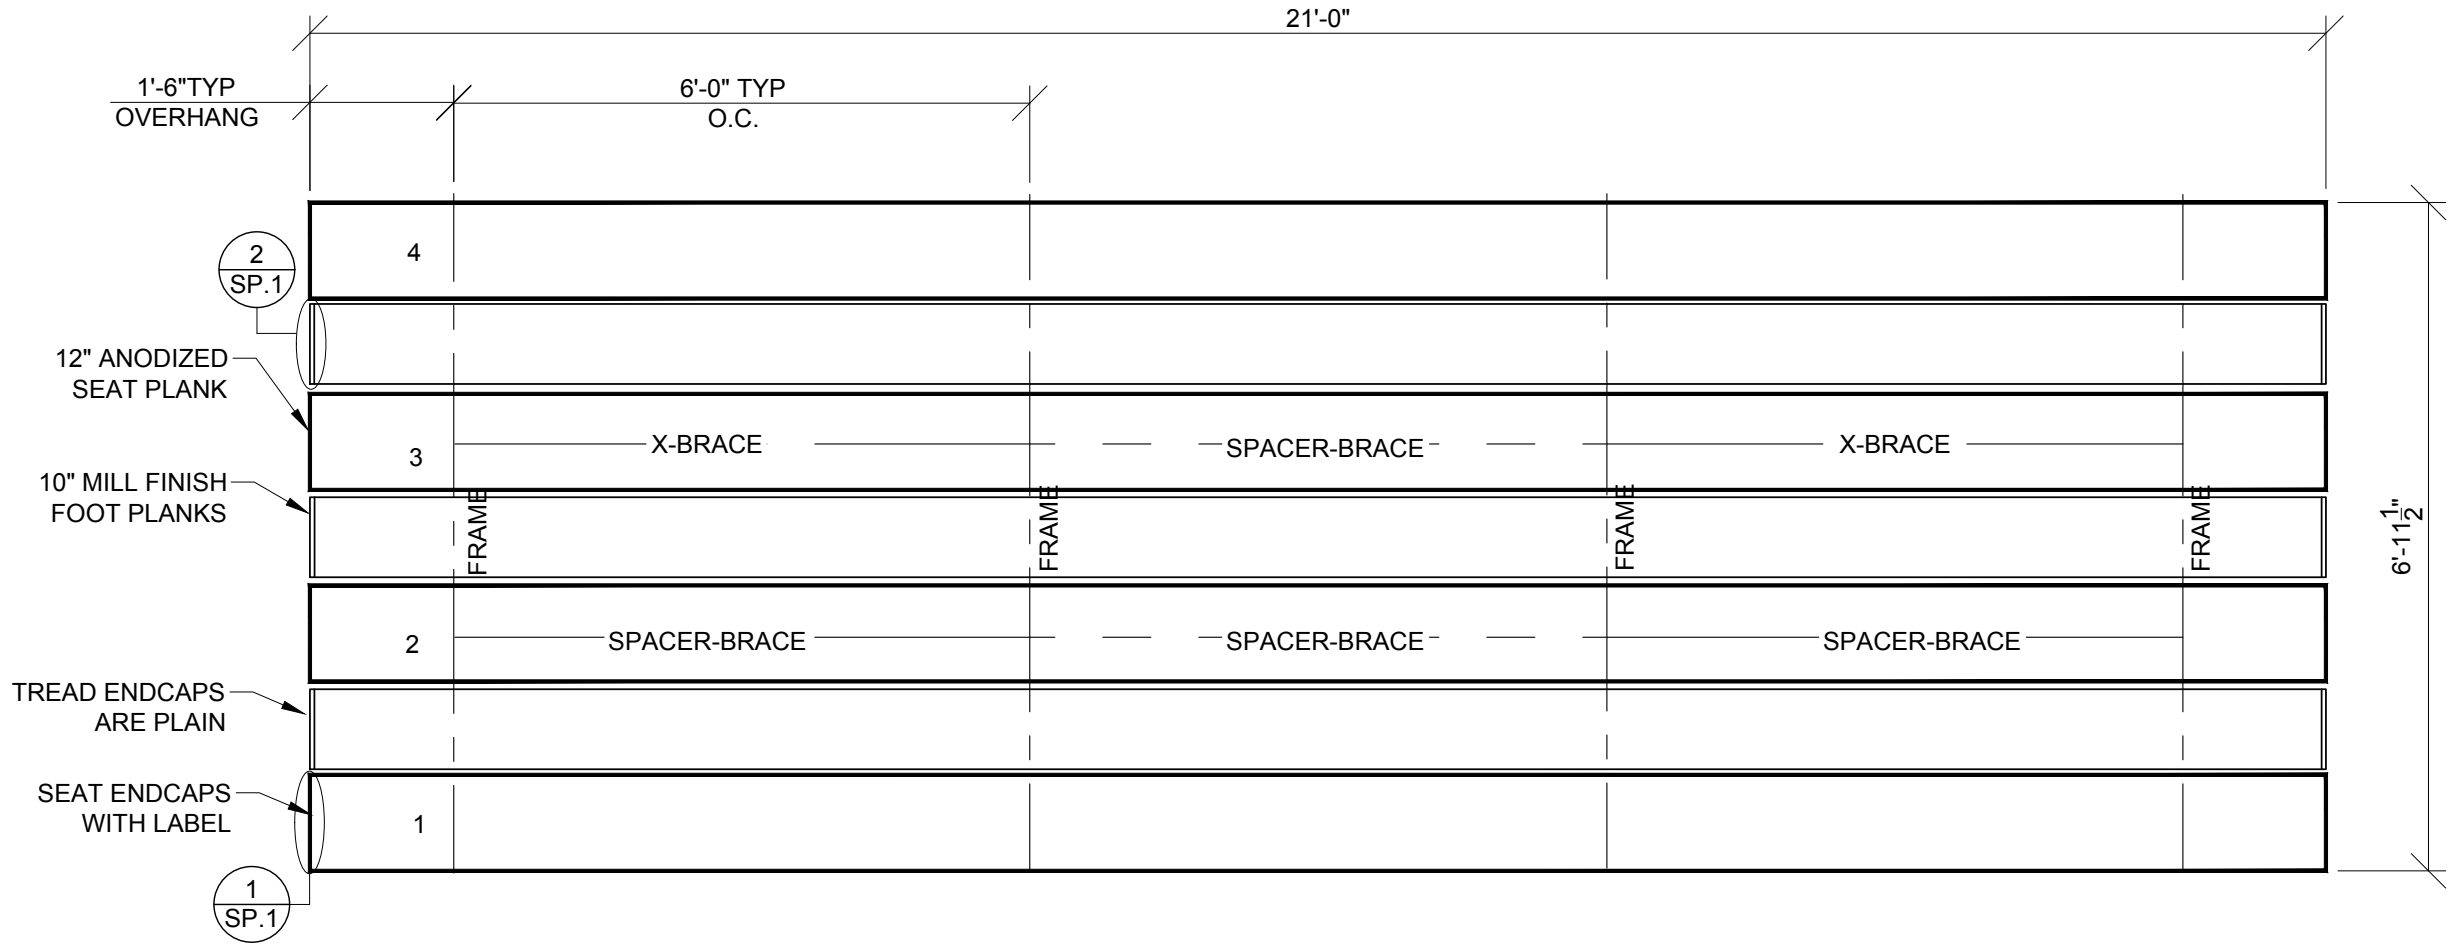 21'-0"
1'-6"TYP
OVERHANG
6'-0" TYP
O.C.
4
2
SP.1
12" ANODIZED
SEAT PLANK
3
X-BRACE
SPACER-BRACE
X-BRACE
10" MILL FINISH
FOOT PLANKS
FRAME
FRAME
FRAME
FRAME
6'-11 1/2"
2
SPACER-BRACE
SPACER-BRACE
SPACER-BRACE
TREAD ENDCAPS
ARE PLAIN
SEAT ENDCAPS
WITH LABEL
1
1
SP.1